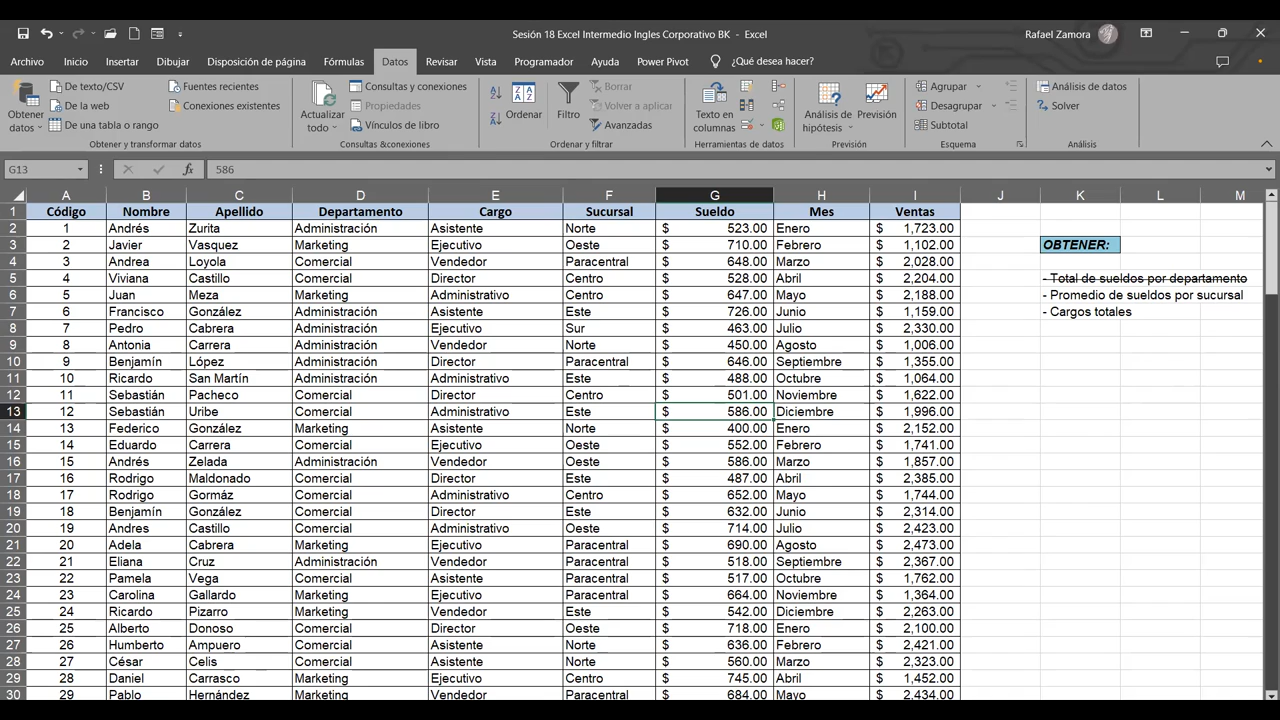 Sesión 18 Excel Intermedio Ingles Corporativo BK - Excel
Rafael Zamora
Archivo Inicio Insertar Dibujar Disposición de página Fórmulas Datos Revisar Vista Programador Ayuda Power Pivot ¿Qué desea hacer?
Obtener datos
De texto/CSV
De la web
De una tabla o rango
Fuentes recientes
Conexiones existentes
Obtener y transformar datos
Actualizar todo
Consultas y conexiones
Propiedades
Vínculos de libro
Consultas &conexiones
Ordenar
Filtro
Borrar
Volver a aplicar
Avanzadas
Ordenar y filtrar
Texto en columnas
Herramientas de datos
Análisis de hipótesis
Previsión
Previsión
Agrupar
Desagrupar
Subtotal
Esquema
Análisis de datos
Solver
Análisis
G13 fx 586
A B C D E F G H I J K L M
1 Código Nombre Apellido Departamento Cargo Sucursal Sueldo Mes Ventas
2 1 Andrés Zurita Administración Asistente Norte $ 523.00 Enero $ 1,723.00
3 2 Javier Vasquez Marketing Ejecutivo Oeste $ 710.00 Febrero $ 1,102.00 OBTENER:
4 3 Andrea Loyola Comercial Vendedor Paracentral $ 648.00 Marzo $ 2,028.00
5 4 Viviana Castillo Comercial Director Centro $ 528.00 Abril $ 2,204.00 - Total de sueldos por departamento
6 5 Juan Meza Marketing Administrativo Centro $ 647.00 Mayo $ 2,188.00 - Promedio de sueldos por sucursal
7 6 Francisco González Administración Asistente Este $ 726.00 Junio $ 1,159.00 - Cargos totales
8 7 Pedro Cabrera Administración Ejecutivo Sur $ 463.00 Julio $ 2,330.00
9 8 Antonia Carrera Administración Vendedor Norte $ 450.00 Agosto $ 1,006.00
10 9 Benjamín López Administración Director Paracentral $ 646.00 Septiembre $ 1,355.00
11 10 Ricardo San Martín Administración Administrativo Este $ 488.00 Octubre $ 1,064.00
12 11 Sebastián Pacheco Comercial Director Centro $ 501.00 Noviembre $ 1,622.00
13 12 Sebastián Uribe Comercial Administrativo Este $ 586.00 Diciembre $ 1,996.00
14 13 Federico González Marketing Asistente Norte $ 400.00 Enero $ 2,152.00
15 14 Eduardo Carrera Comercial Ejecutivo Oeste $ 552.00 Febrero $ 1,741.00
16 15 Andrés Zelada Administración Vendedor Oeste $ 586.00 Marzo $ 1,857.00
17 16 Rodrigo Maldonado Comercial Director Este $ 487.00 Abril $ 2,385.00
18 17 Rodrigo Gormáz Comercial Administrativo Centro $ 652.00 Mayo $ 1,744.00
19 18 Benjamín González Comercial Director Este $ 632.00 Junio $ 2,314.00
20 19 Andres Castillo Comercial Administrativo Oeste $ 714.00 Julio $ 2,423.00
21 20 Adela Cabrera Marketing Ejecutivo Paracentral $ 690.00 Agosto $ 2,473.00
22 21 Eliana Cruz Administración Vendedor Paracentral $ 518.00 Septiembre $ 2,367.00
23 22 Pamela Vega Comercial Asistente Paracentral $ 517.00 Octubre $ 1,762.00
24 23 Carolina Gallardo Marketing Ejecutivo Paracentral $ 664.00 Noviembre $ 1,364.00
25 24 Ricardo Pizarro Marketing Vendedor Este $ 542.00 Diciembre $ 2,263.00
26 25 Alberto Donoso Comercial Director Oeste $ 718.00 Enero $ 2,100.00
27 26 Humberto Ampuero Marketing Asistente Norte $ 636.00 Febrero $ 2,421.00
28 27 César Celis Comercial Asistente Norte $ 560.00 Marzo $ 2,323.00
29 28 Daniel Carrasco Marketing Ejecutivo Centro $ 745.00 Abril $ 1,452.00
30 29 Pablo Hernández Marketing Vendedor Paracentral $ 684.00 Mayo $ 2,434.00